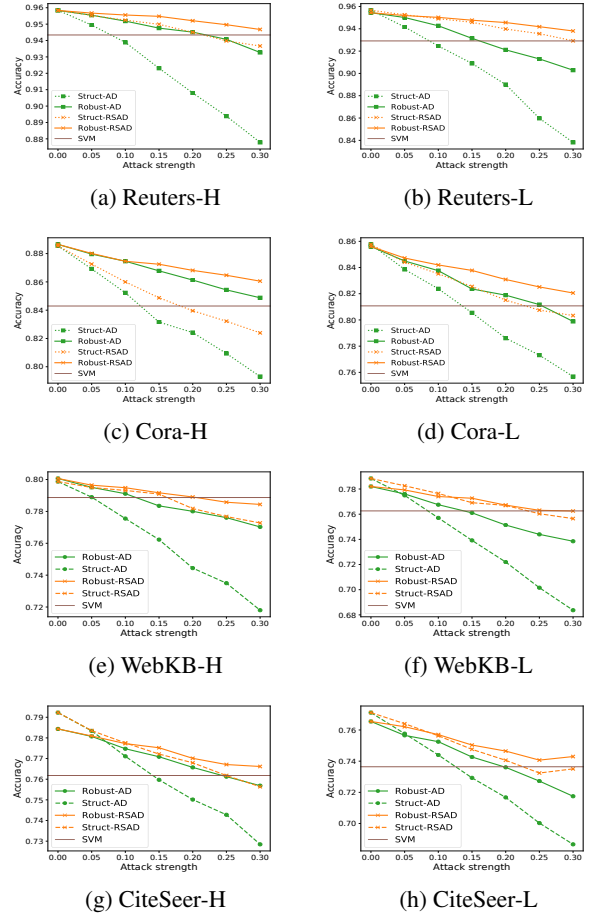 0.96
0.95
0.94
0.93
0.92
0.91
0.90
0.89
0.88
Accuracy
Struct-AD
Robust-AD
Struct-RSAD
Robust-RSAD
SVM
0.00 0.05 0.10 0.15 0.20 0.25 0.30
Attack strength
(a) Reuters-H
0.96
0.94
0.92
0.90
0.88
0.86
0.84
Accuracy
Struct-AD
Robust-AD
Struct-RSAD
Robust-RSAD
SVM
0.00 0.05 0.10 0.15 0.20 0.25 0.30
Attack strength
(b) Reuters-L
0.88
0.86
0.84
0.82
0.80
Accuracy
Struct-AD
Robust-AD
Struct-RSAD
Robust-RSAD
SVM
0.00 0.05 0.10 0.15 0.20 0.25 0.30
Attack strength
(c) Cora-H
0.86
0.84
0.82
0.80
0.78
0.76
Accuracy
Struct-AD
Robust-AD
Struct-RSAD
Robust-RSAD
SVM
0.00 0.05 0.10 0.15 0.20 0.25 0.30
Attack strength
(d) Cora-L
0.80
0.78
0.76
0.74
0.72
Accuracy
Robust-AD
Struct-AD
Robust-RSAD
Struct-RSAD
SVM
0.00 0.05 0.10 0.15 0.20 0.25 0.30
Attack strength
(e) WebKB-H
0.78
0.76
0.74
0.72
0.70
0.68
Accuracy
Robust-AD
Struct-AD
Robust-RSAD
Struct-RSAD
SVM
0.00 0.05 0.10 0.15 0.20 0.25 0.30
Attack strength
(f) WebKB-L
0.79
0.78
0.77
0.76
0.75
0.74
0.73
Accuracy
Robust-AD
Struct-AD
Robust-RSAD
Struct-RSAD
SVM
0.00 0.05 0.10 0.15 0.20 0.25 0.30
Attack strength
(g) CiteSeer-H
0.76
0.74
0.72
0.70
Accuracy
Robust-AD
Struct-AD
Robust-RSAD
Struct-RSAD
SVM
0.00 0.05 0.10 0.15 0.20 0.25 0.30
Attack strength
(h) CiteSeer-L